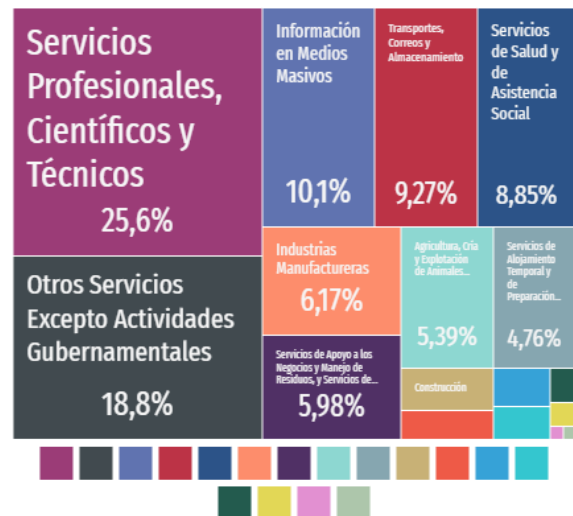 Servicios
Profesionales,
Científicos y
Técnicos
25,6%
Otros Servicios
Excepto Actividades
Gubernamentales
18,8%
Información
en Medios
Masivos
10,1%
Transportes,
Correos y
Almacenamiento
9,27%
Servicios
de Salud y
de
Asistencia
Social
8,85%
Industrias
Manufactureras
6,17%
Servicios de Apoyo a los
Negocios y Manejo de
Residuos, y Servicios de...
5,98%
Agricultura, Cría
y Explotación
de Animales...
5,39%
Servicios de
Alojamiento
Temporal y
de
Preparación...
4,76%
Construcción